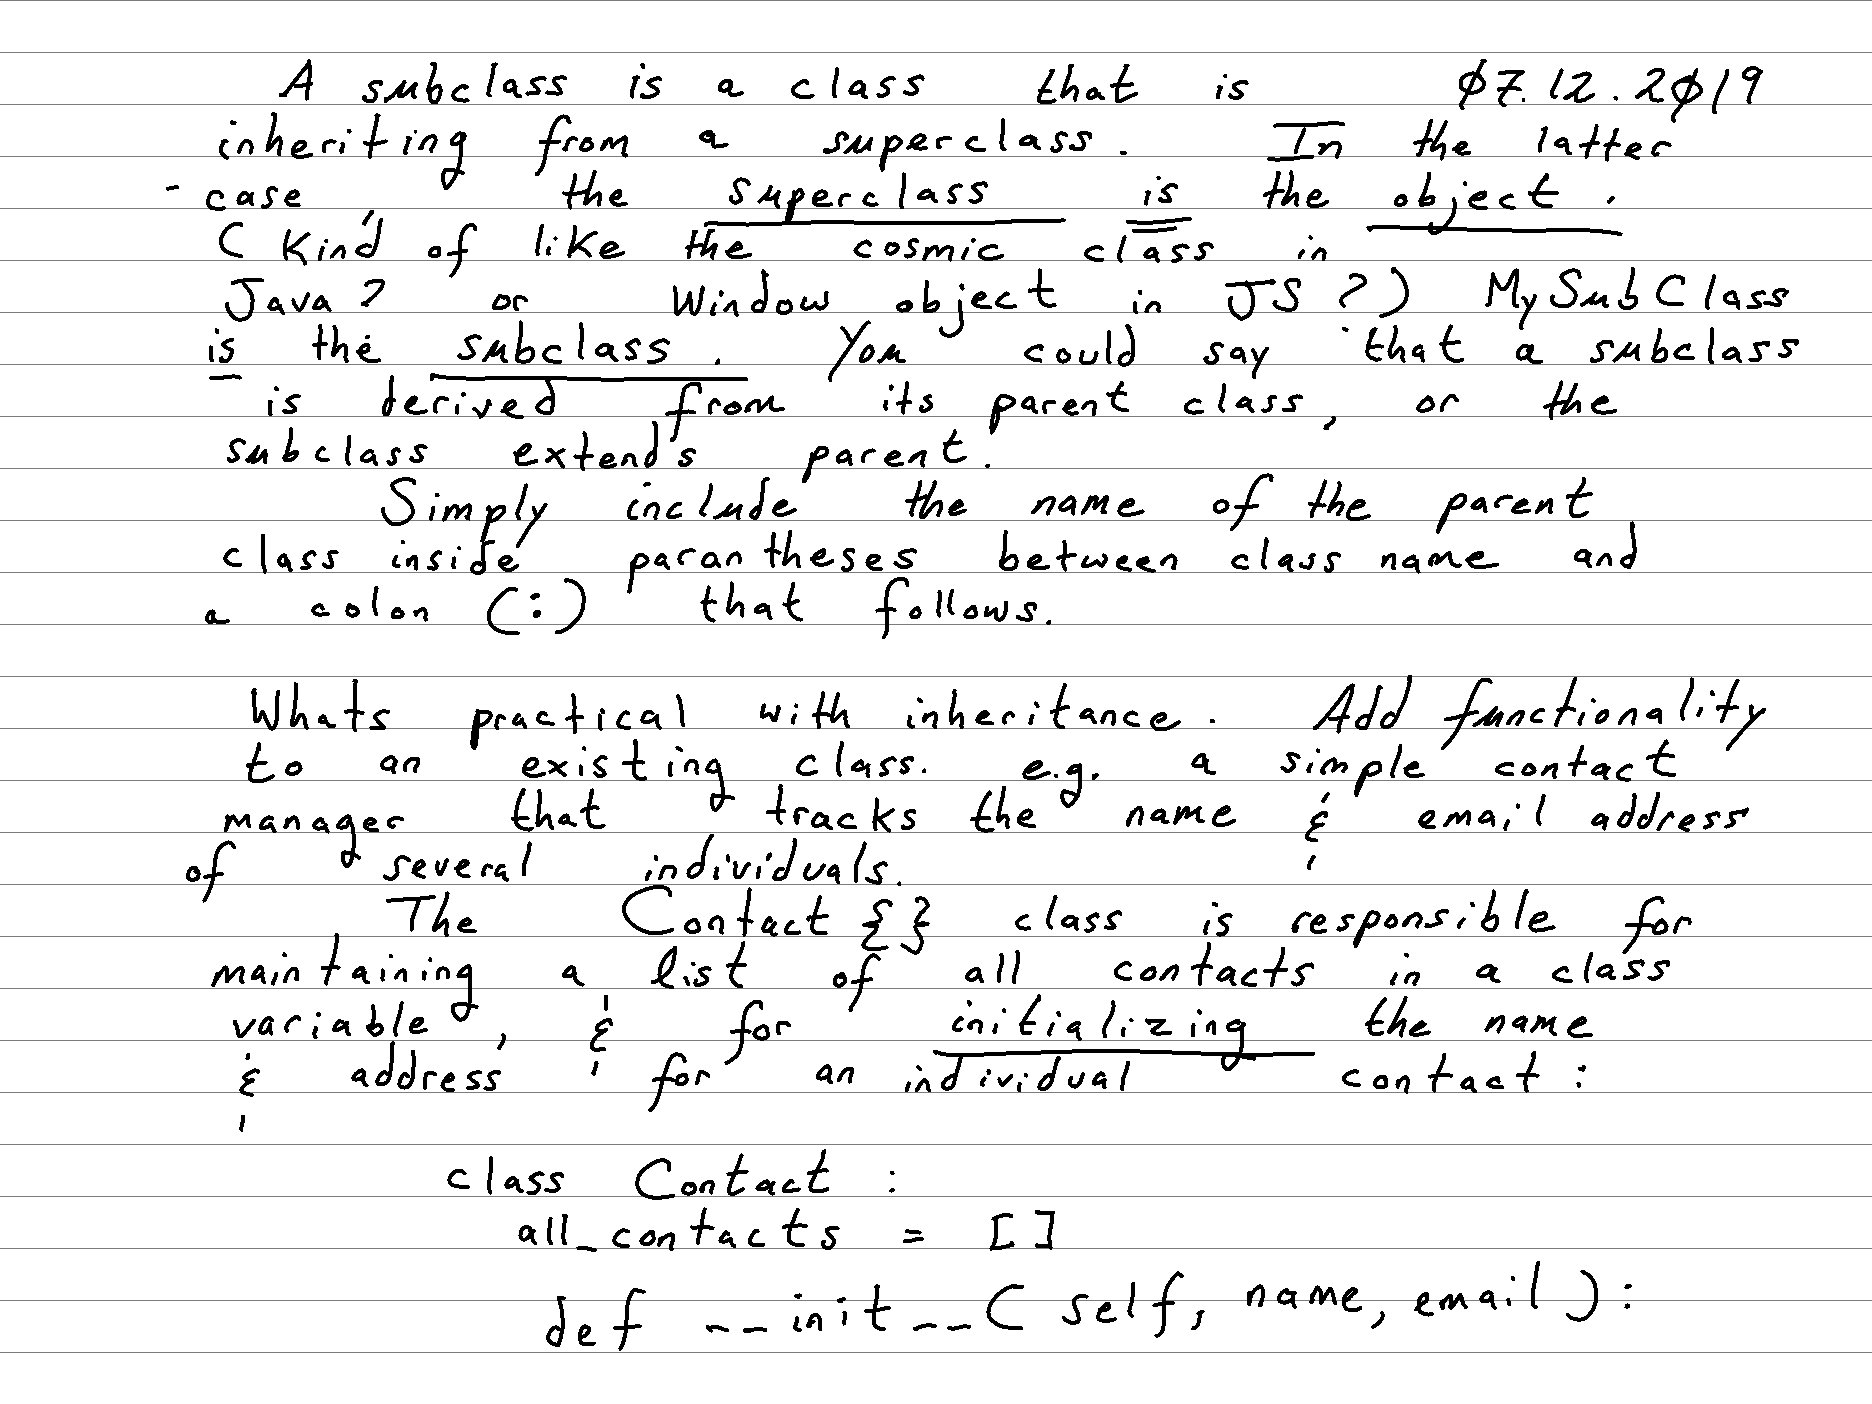 A subclass is a class that is 07.12.2019
inheriting from a superclass. In the latter
- case, the superclass is the object.
(Kind of like the cosmic class in
Java? or Window object in JS?) MySubClass
is the subclass. You could say that a subclass
is derived from its parent class, or the
subclass extends parent.
Simply include the name of the parent
class inside parantheses between class name and
a colon (:) that follows.
Whats practical with inheritance. Add functionality
to an existing class. e.g. a simple contact
manager that tracks the name & email address
of several individuals.
The Contact {} class is responsible for
maintaining a list of all contacts in a class
variable, & for initializing the name
& address for an individual contact:
class Contact :
all_contacts = []
def __init__( self, name, email ):